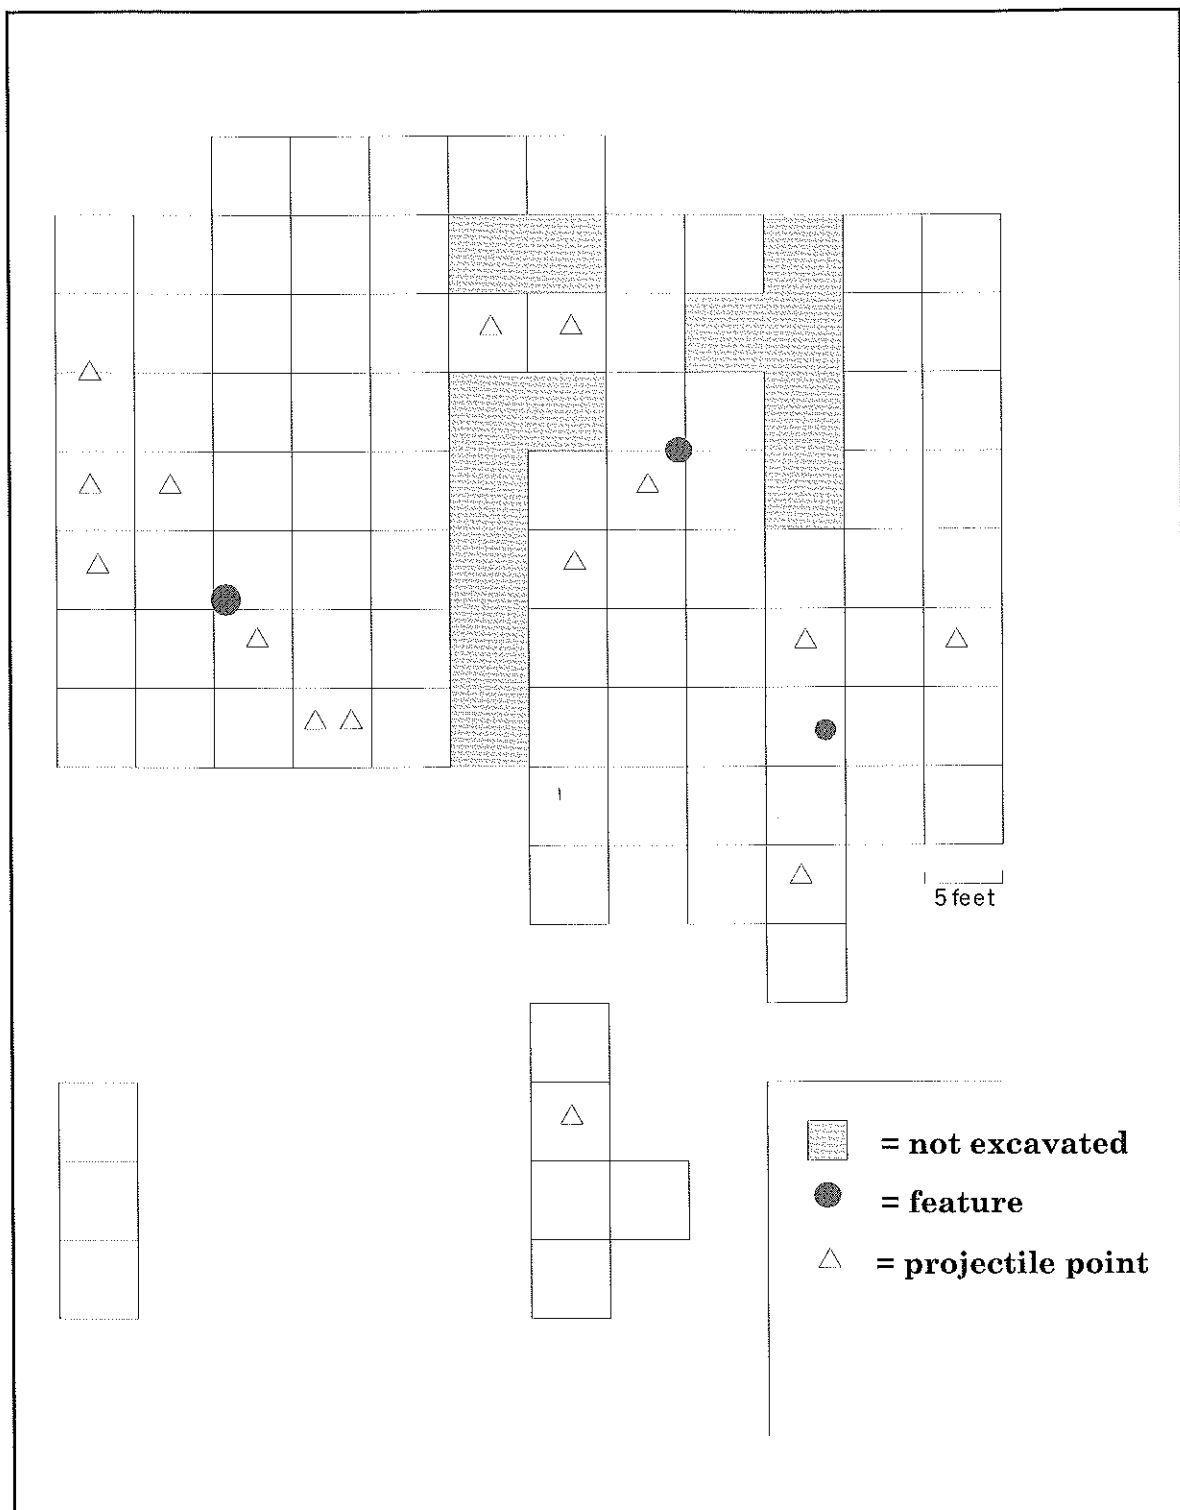 5 feet
= not excavated
= feature
= projectile point